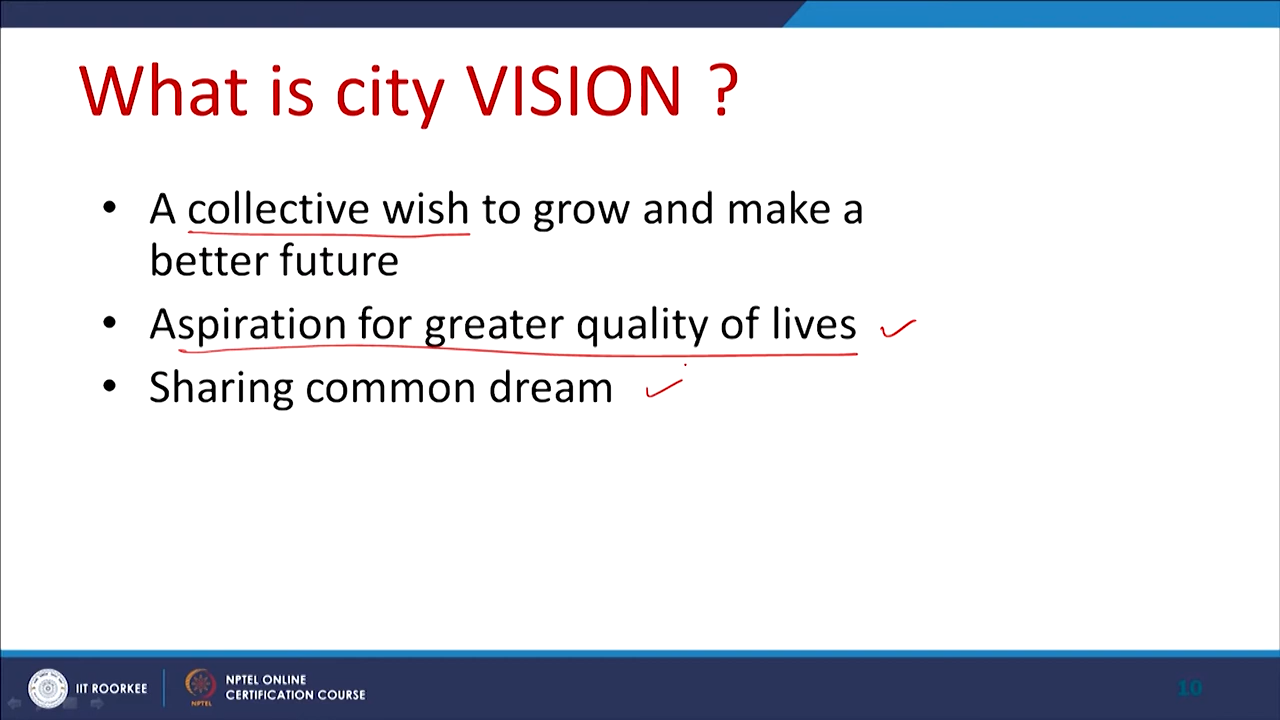 What is city VISION ?
• A collective wish to grow and make a
better future
• Aspiration for greater quality of lives
• Sharing common dream
IIT ROORKEE
NPTEL
NPTEL ONLINE
CERTIFICATION COURSE
10